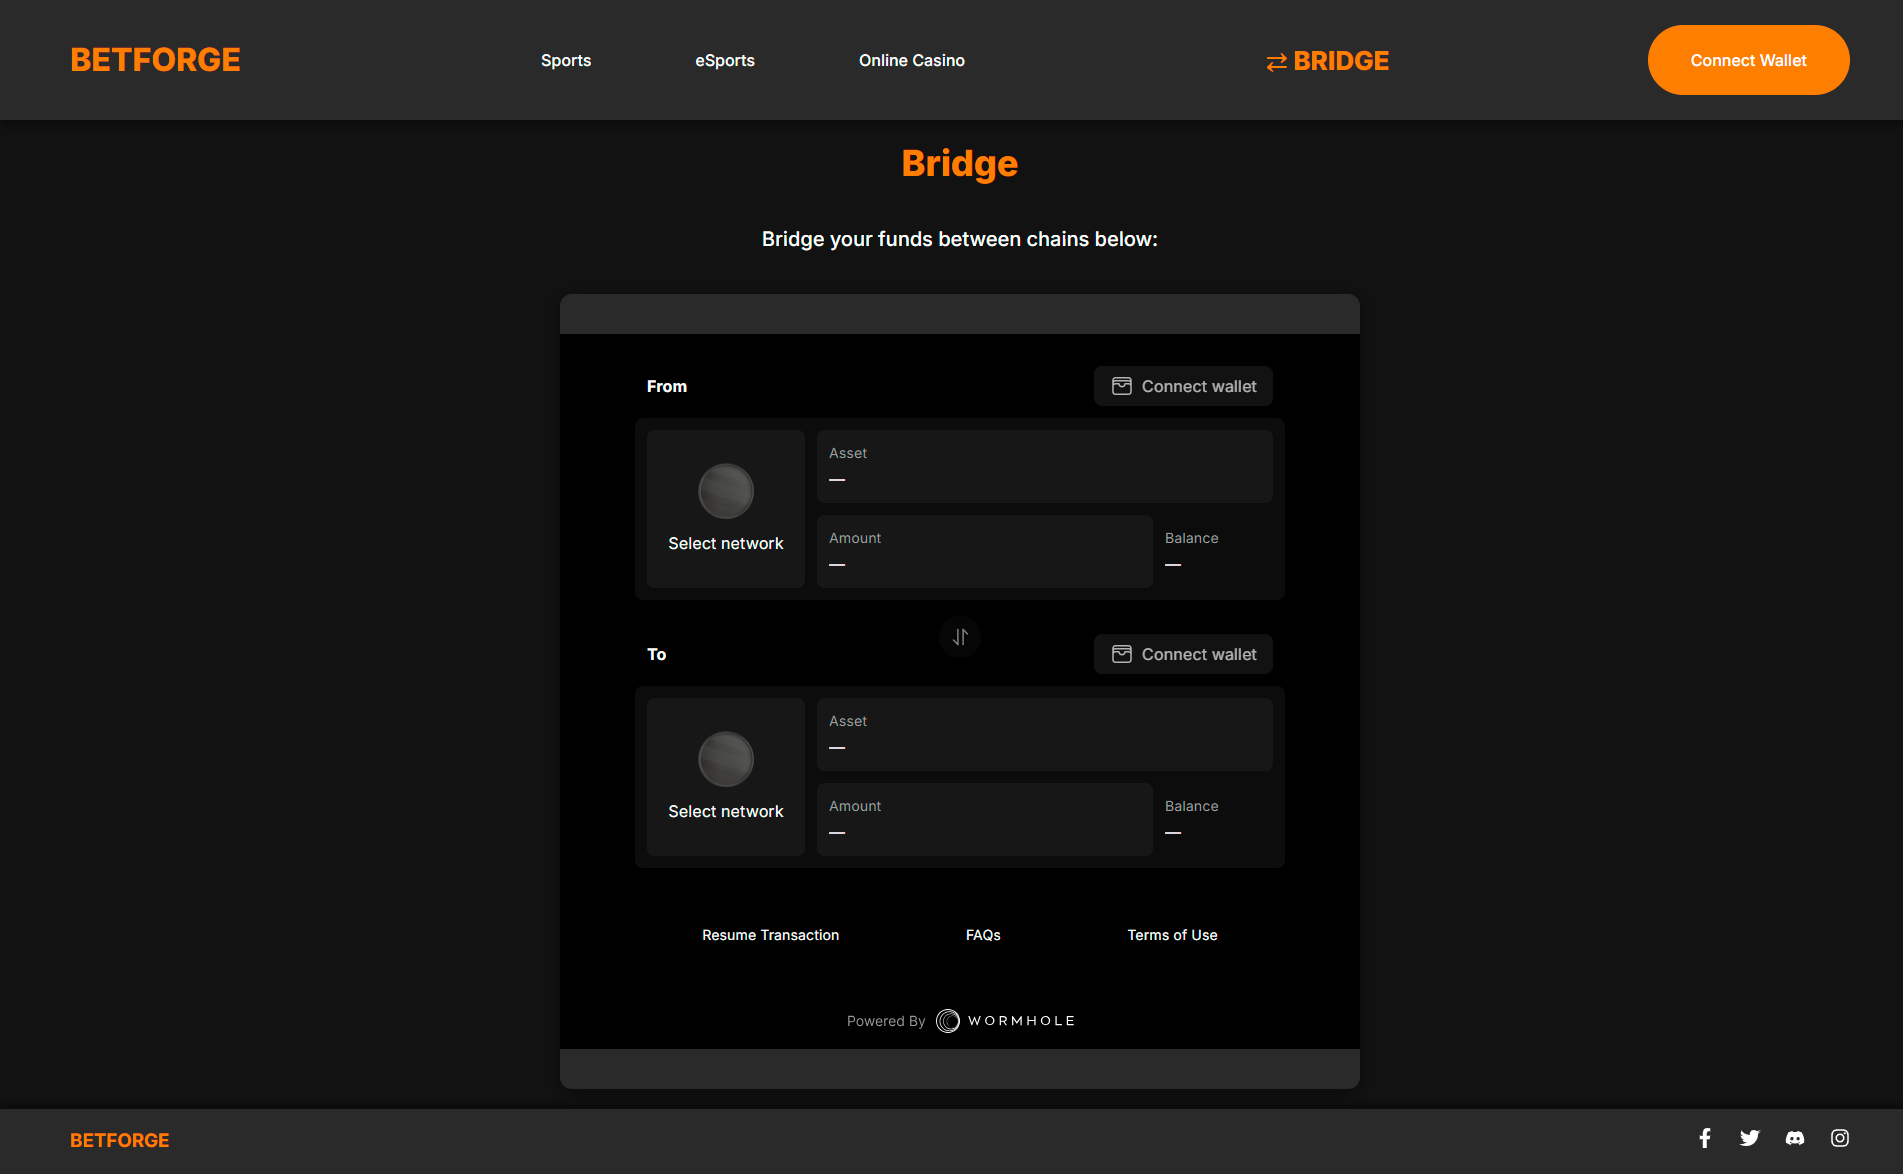 BETFORGE
Sports
eSports
Online Casino
BRIDGE
Connect Wallet
Bridge
Bridge your funds between chains below:
From
Connect wallet
Select network
Asset
—
Amount
—
Balance
—
To
Connect wallet
Select network
Asset
—
Amount
—
Balance
—
Resume Transaction
FAQs
Terms of Use
Powered By WORMHOLE
BETFORGE